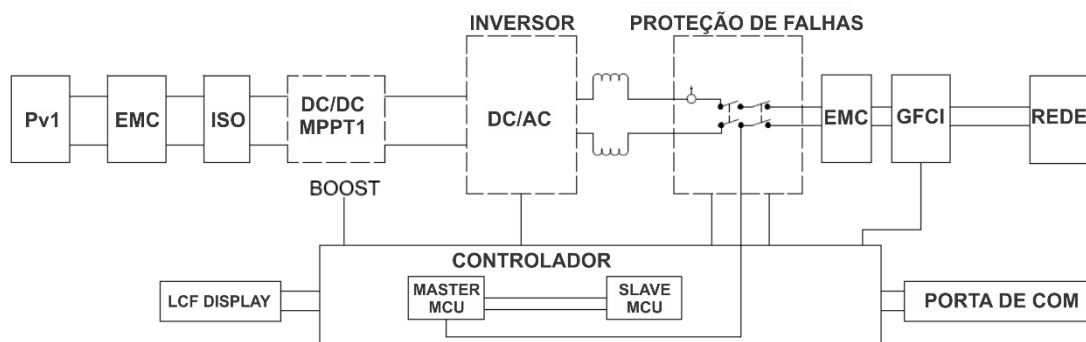 INVERSOR
PROTEÇÃO DE FALHAS
Pv1
EMC
ISO
DC/DC
MPPT1
DC/AC
EMC
GFCI
REDE
BOOST
CONTROLADOR
LCF DISPLAY
MASTER
MCU
SLAVE
MCU
PORTA DE COM